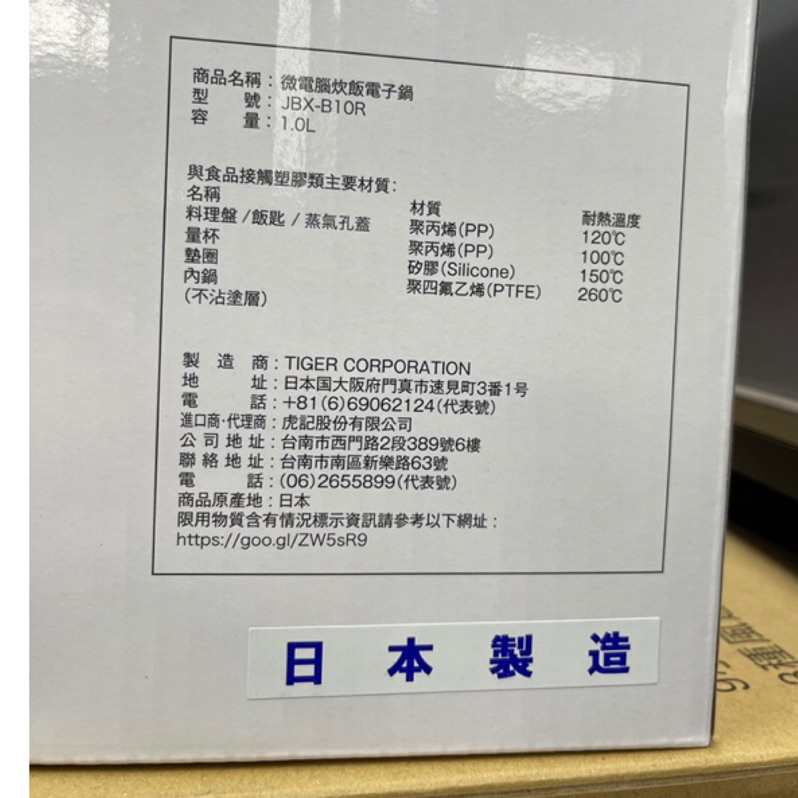 商品名稱：微電腦炊飯電子鍋
型號：JBX-B10R
容量：1.0L
與食品接觸塑膠類主要材質：
名稱 材質 耐熱溫度
料理盤/飯匙/蒸氣孔蓋 聚丙烯(PP) 120℃
量杯 聚丙烯(PP) 100℃
墊圈 矽膠(Silicone) 150℃
內鍋 聚四氟乙烯(PTFE) 260℃
(不沾塗層)
製造商：TIGER CORPORATION
地址：日本国大阪府門真市速見町3番1号
電話：+81(6)69062124(代表號)
進口商·代理商：虎記股份有限公司
公司地址：台南市西門路2段389號6樓
聯絡地址：台南市南區新樂路63號
電話：(06)2655899(代表號)
商品原產地：日本
限用物質含有情況標示資訊請參考以下網址：
https://goo.gl/ZW5sR9
日本製造